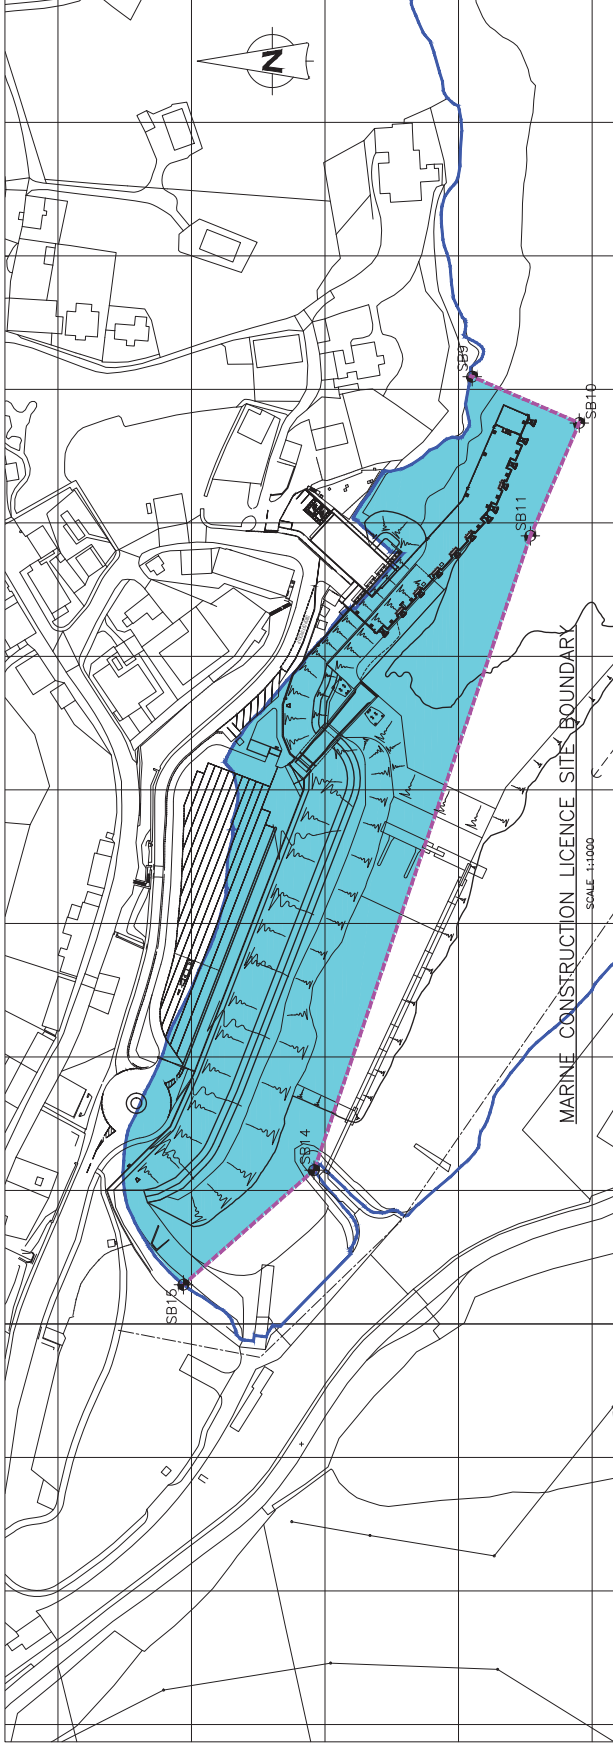 N
SB9
SB10
SB11
SB14
SB15
MARINE CONSTRUCTION LICENCE SITE BOUNDARY
SCALE 1:1000